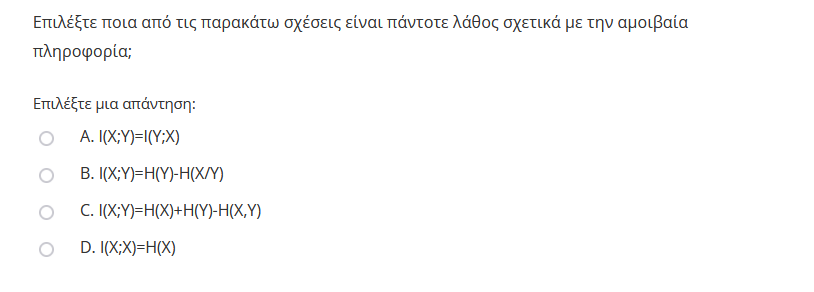 Επιλέξτε ποια από τις παρακάτω σχέσεις είναι πάντοτε λάθος σχετικά με την αμοιβαία
πληροφορία;
Επιλέξτε μια απάντηση:
A. I(X;Y)=I(Y;X)
B. I(X;Y)=H(Y)-H(X/Y)
C. I(X;Y)=H(X)+H(Y)-H(X,Y)
D. I(X;X)=H(X)